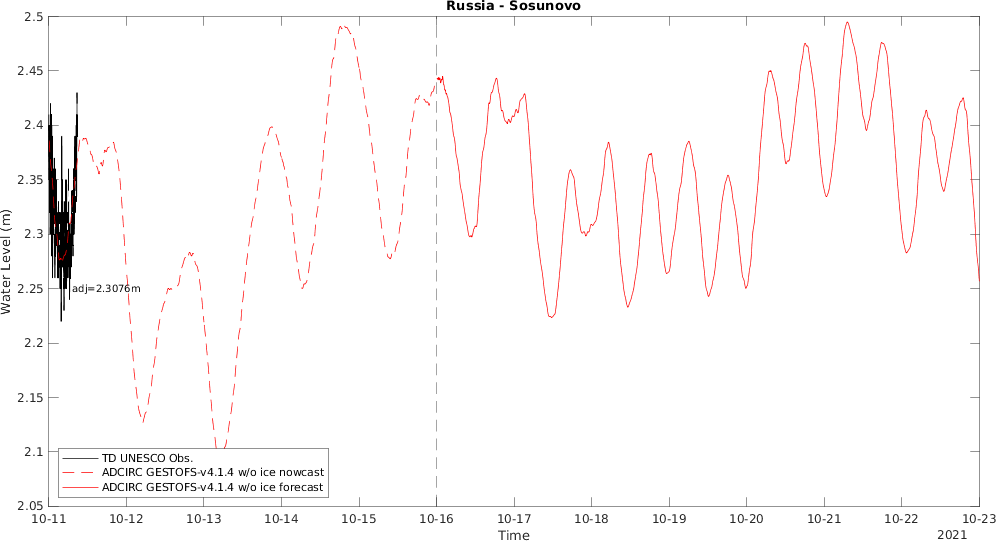 Russia - Sosunovo
2.5
2.45
2.4
2.35
2.3
2.25
2.2
2.15
2.1
2.05
Water Level (m)
adj=2.3076m
TD UNESCO Obs.
ADCIRC GESTOFS-v4.1.4 w/o ice nowcast
ADCIRC GESTOFS-v4.1.4 w/o ice forecast
10-11 10-12 10-13 10-14 10-15 10-16 10-17 10-18 10-19 10-20 10-21 10-22 10-23
Time
2021